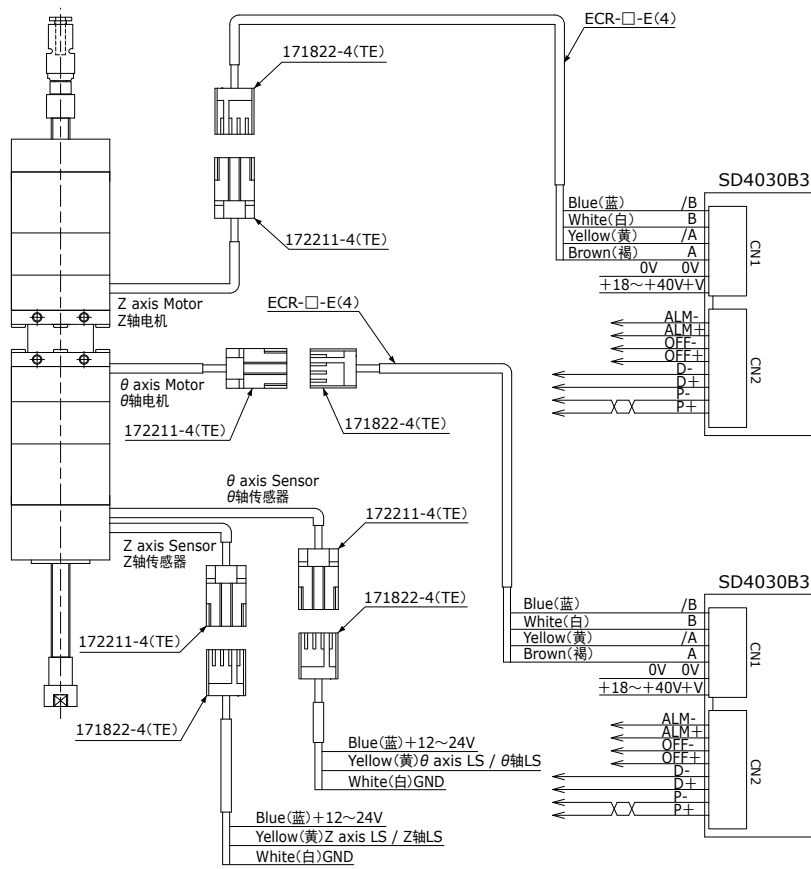 ECR-□-E(4)
171822-4(TE)
SD4030B3
Blue(蓝) /B
White(白) B
Yellow(黄) /A
Brown(褐) A
0V 0V
+18~+40V+V
CN1
172211-4(TE)
Z axis Motor
Z轴电机
ECR-□-E(4)
ALM-
ALM+
OFF-
OFF+
D-
D+
P-
P+
CN2
θ axis Motor
θ轴电机
172211-4(TE)
171822-4(TE)
θ axis Sensor
θ轴传感器
172211-4(TE)
Z axis Sensor
Z轴传感器
171822-4(TE)
172211-4(TE)
171822-4(TE)
SD4030B3
Blue(蓝) /B
White(白) B
Yellow(黄) /A
Brown(褐) A
0V 0V
+18~+40V+V
CN1
ALM-
ALM+
OFF-
OFF+
D-
D+
P-
P+
CN2
Blue(蓝)+12~24V
Yellow(黄)θ axis LS / θ轴LS
White(白)GND
Blue(蓝)+12~24V
Yellow(黄)Z axis LS / Z轴LS
White(白)GND